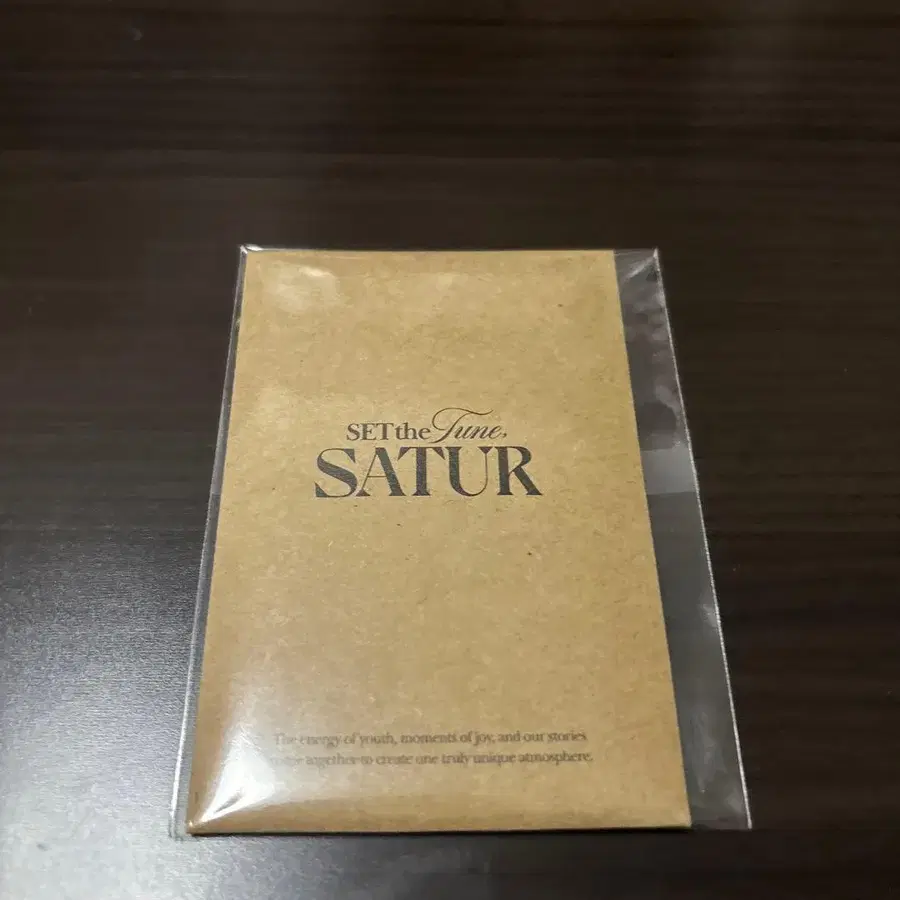 SET the Tune,
SATUR
The energy of youth, moments of joy, and our stories
together to create one truly unique atmosphere.